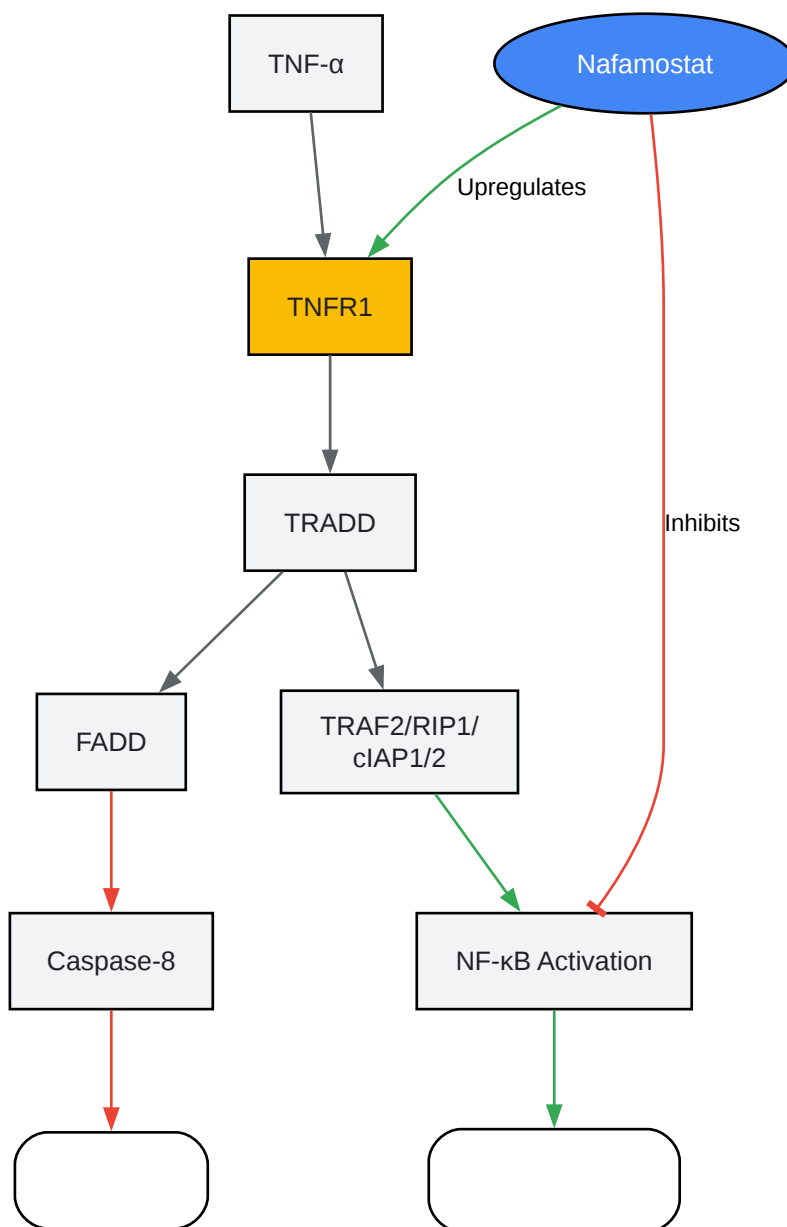 TNF-α
Nafamostat
Upregulates
TNFR1
TRADD
Inhibits
FADD
TRAF2/RIP1/
cIAP1/2
Caspase-8
NF-κB Activation